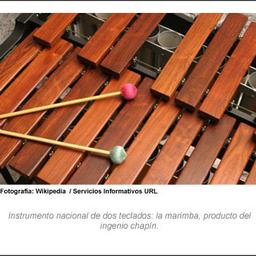 Fotografía: Wikipedia / Servicios Informativos URL
Instrumento nacional de dos teclados: la marimba, producto del
ingenio chapín.